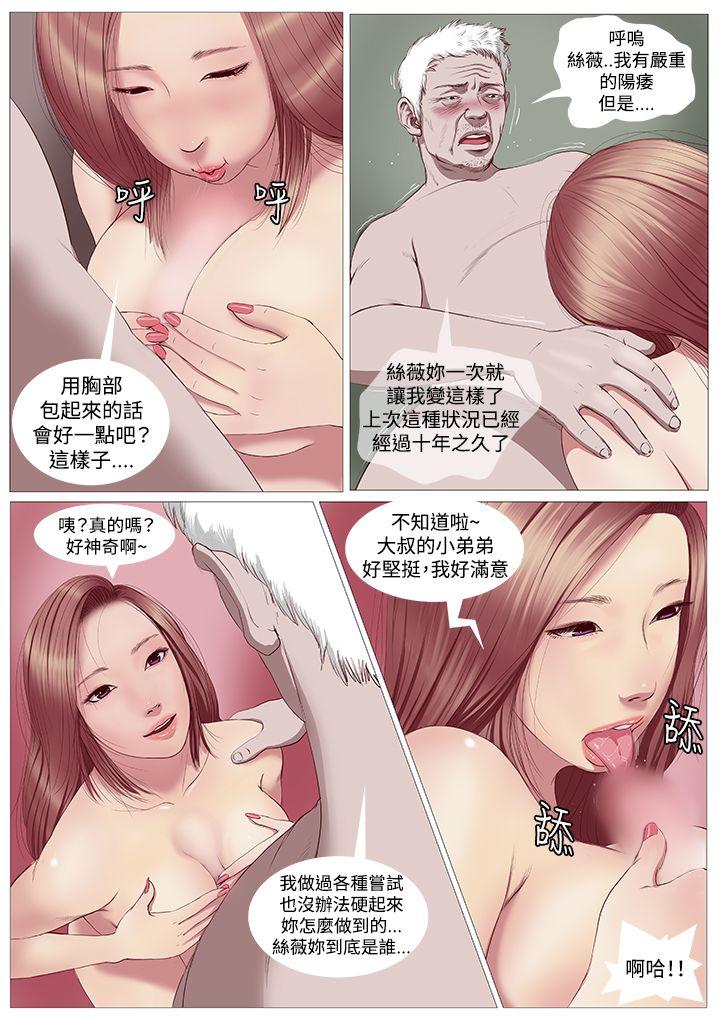 呼
呼
用胸部
包起來的話
會好一點吧?
這樣子....
呼嗚
絲薇..我有嚴重
的陽痿
但是....
絲薇妳一次就
讓我變這樣了
上次這種狀況已經
經過十年之久了
咦?真的嗎?
好神奇啊~
我做過各種嘗試
也沒辦法硬起來
妳怎麼做到的...
絲薇妳到底是誰...
不知道啦~
大叔的小弟弟
好堅挺,我好滿意
舔
舔
啊哈!!